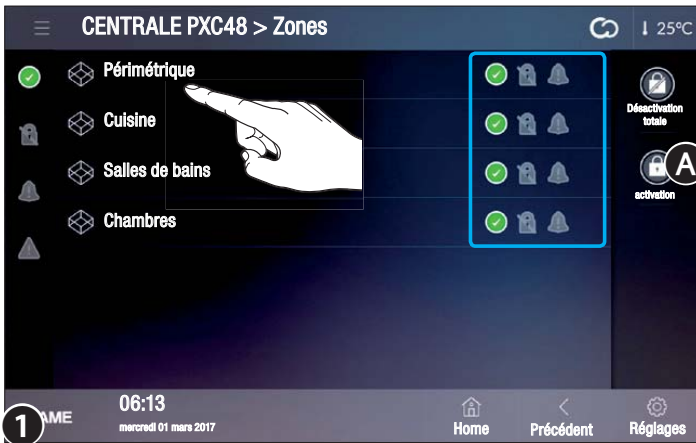 CENTRALE PXC48 > Zones
25°C
Périmétrique
Cuisine
Salles de bains
Chambres
Désactivation
totale
A
activation
1
AME
06:13
mercredi 01 mars 2017
Home
Précédent
Réglages